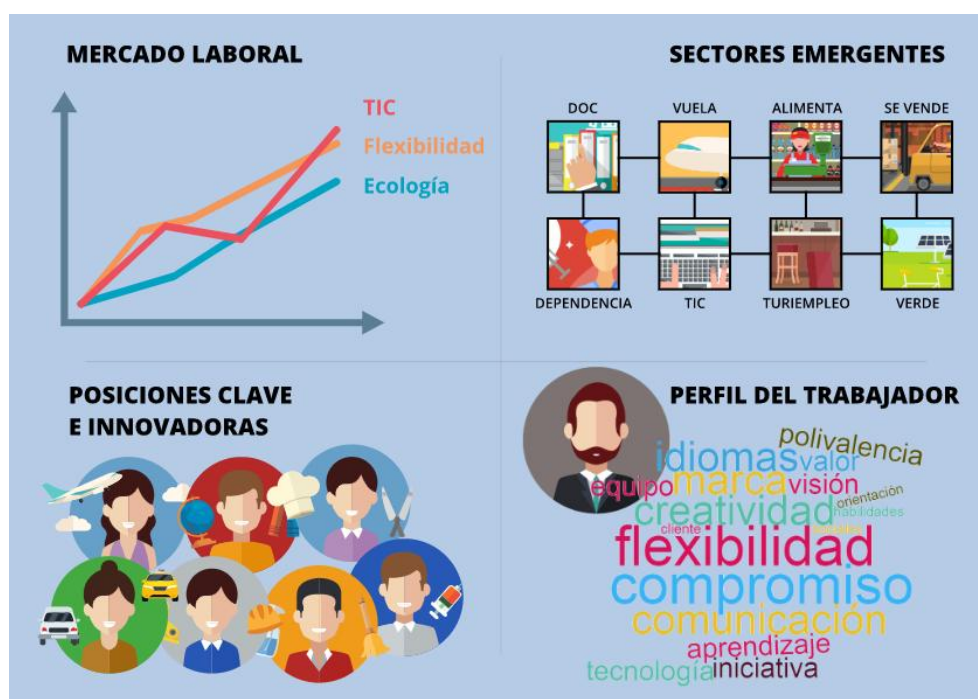 MERCADO LABORAL
TIC
Flexibilidad
Ecología
SECTORES EMERGENTES
DOC VUELA ALIMENTA SE VENDE
DEPENDENCIA TIC TURIEMPLEO VERDE
POSICIONES CLAVE
E INNOVADORAS
PERFIL DEL TRABAJADOR
polivalencia
idiomas valor
equipo marca visión
orientación
creatividad habilidades
cliente
flexibilidad
compromiso
comunicación
aprendizaje
tecnología iniciativa